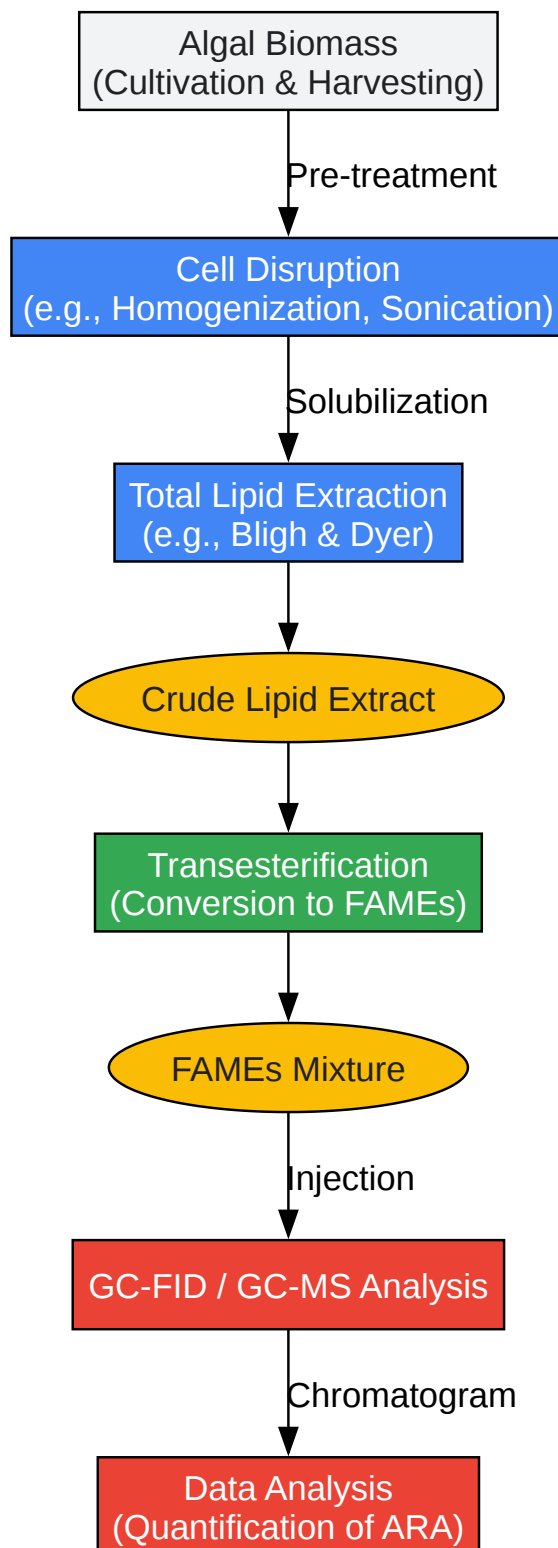 Algal Biomass
(Cultivation & Harvesting)
Pre-treatment
Cell Disruption
(e.g., Homogenization, Sonication)
Solubilization
Total Lipid Extraction
(e.g., Bligh & Dyer)
Crude Lipid Extract
Transesterification
(Conversion to FAMEs)
FAMEs Mixture
Injection
GC-FID / GC-MS Analysis
Chromatogram
Data Analysis
(Quantification of ARA)